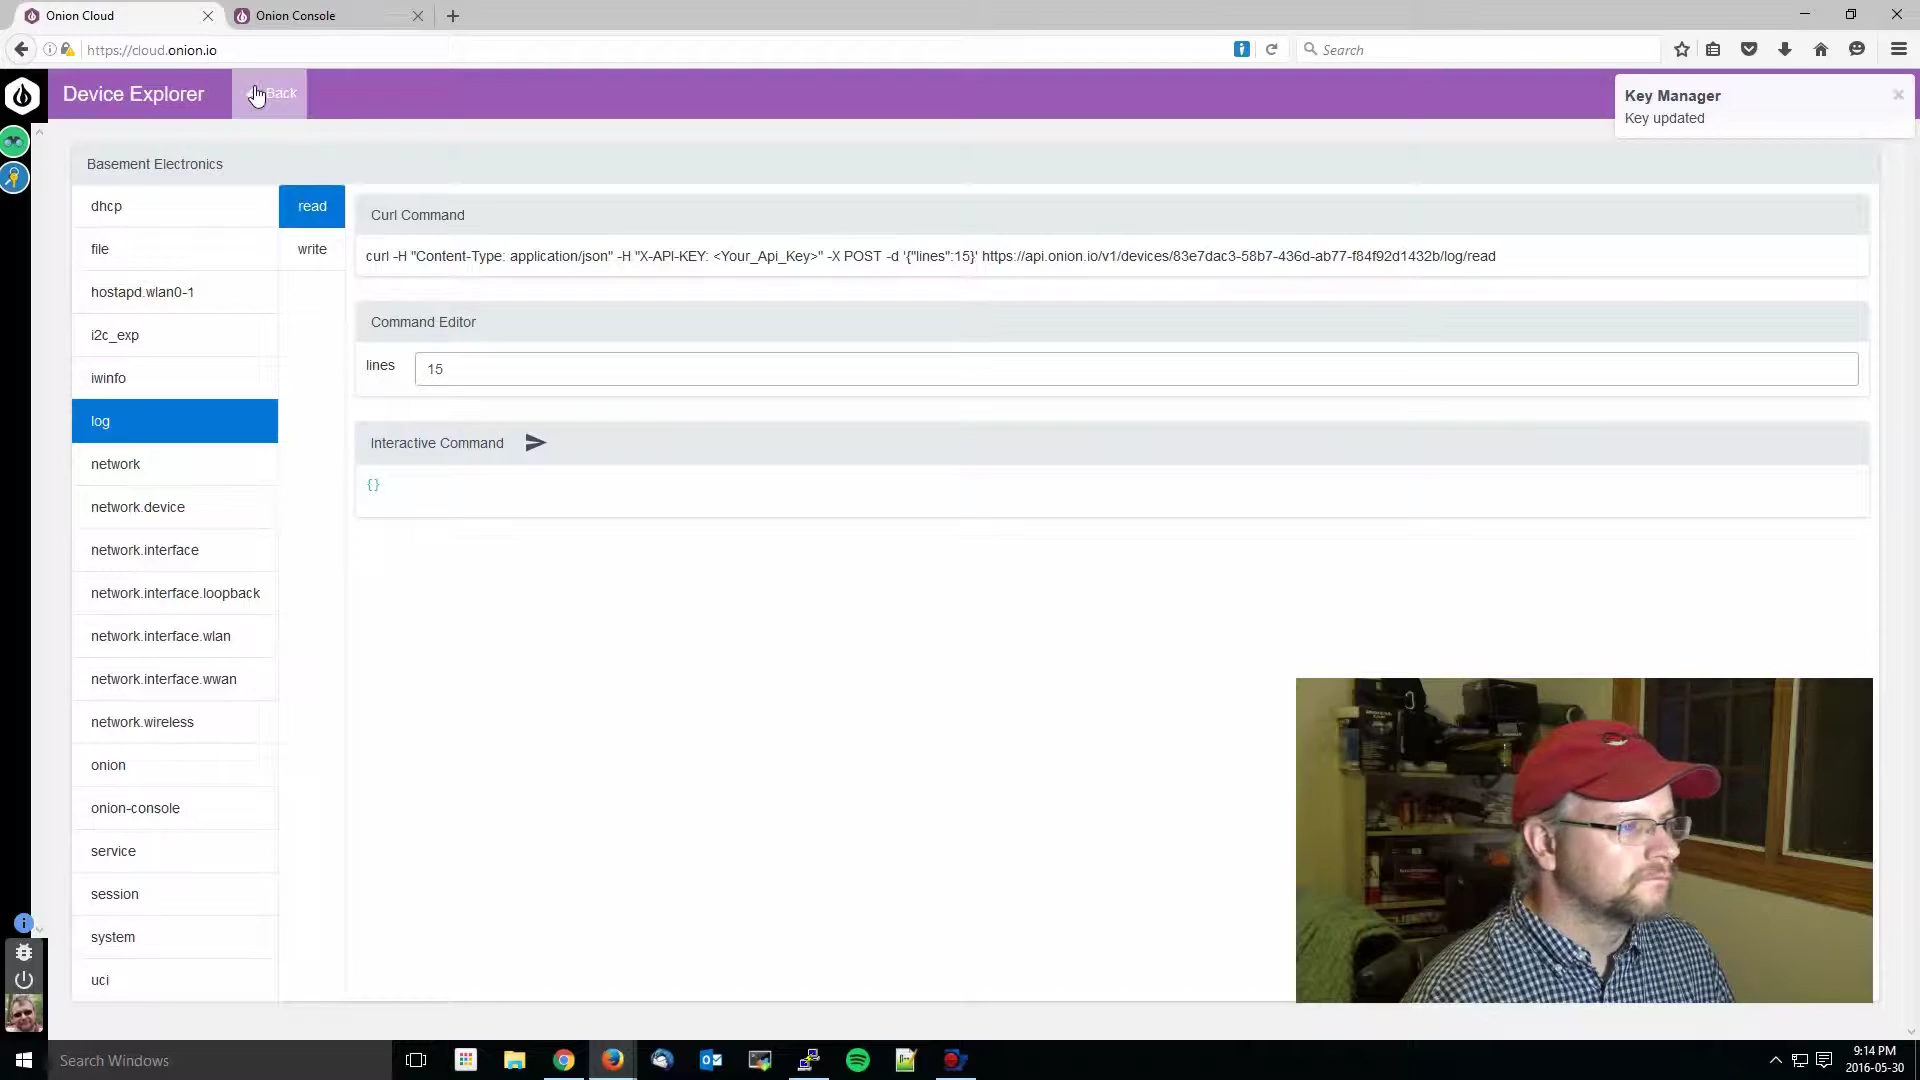 Onion Cloud
Onion Console
https://cloud.onion.io
Search
Device Explorer
Back
Key Manager
Key updated
Basement Electronics
dhcp
file
hostapd.wlan0-1
i2c_exp
iwinfo
log
network
network.device
network.interface
network.interface.loopback
network.interface.wlan
network.interface.wwan
network.wireless
onion
onion-console
service
session
system
uci
read
write
Curl Command
curl -H "Content-Type: application/json" -H "X-API-KEY: <Your_Api_Key>" -X POST -d '{"lines":15}' https://api.onion.io/v1/devices/83e7dac3-58b7-436d-ab77-f84f92d1432b/log/read
Command Editor
lines
15
Interactive Command
{}
Search Windows
9:14 PM
2016-05-30